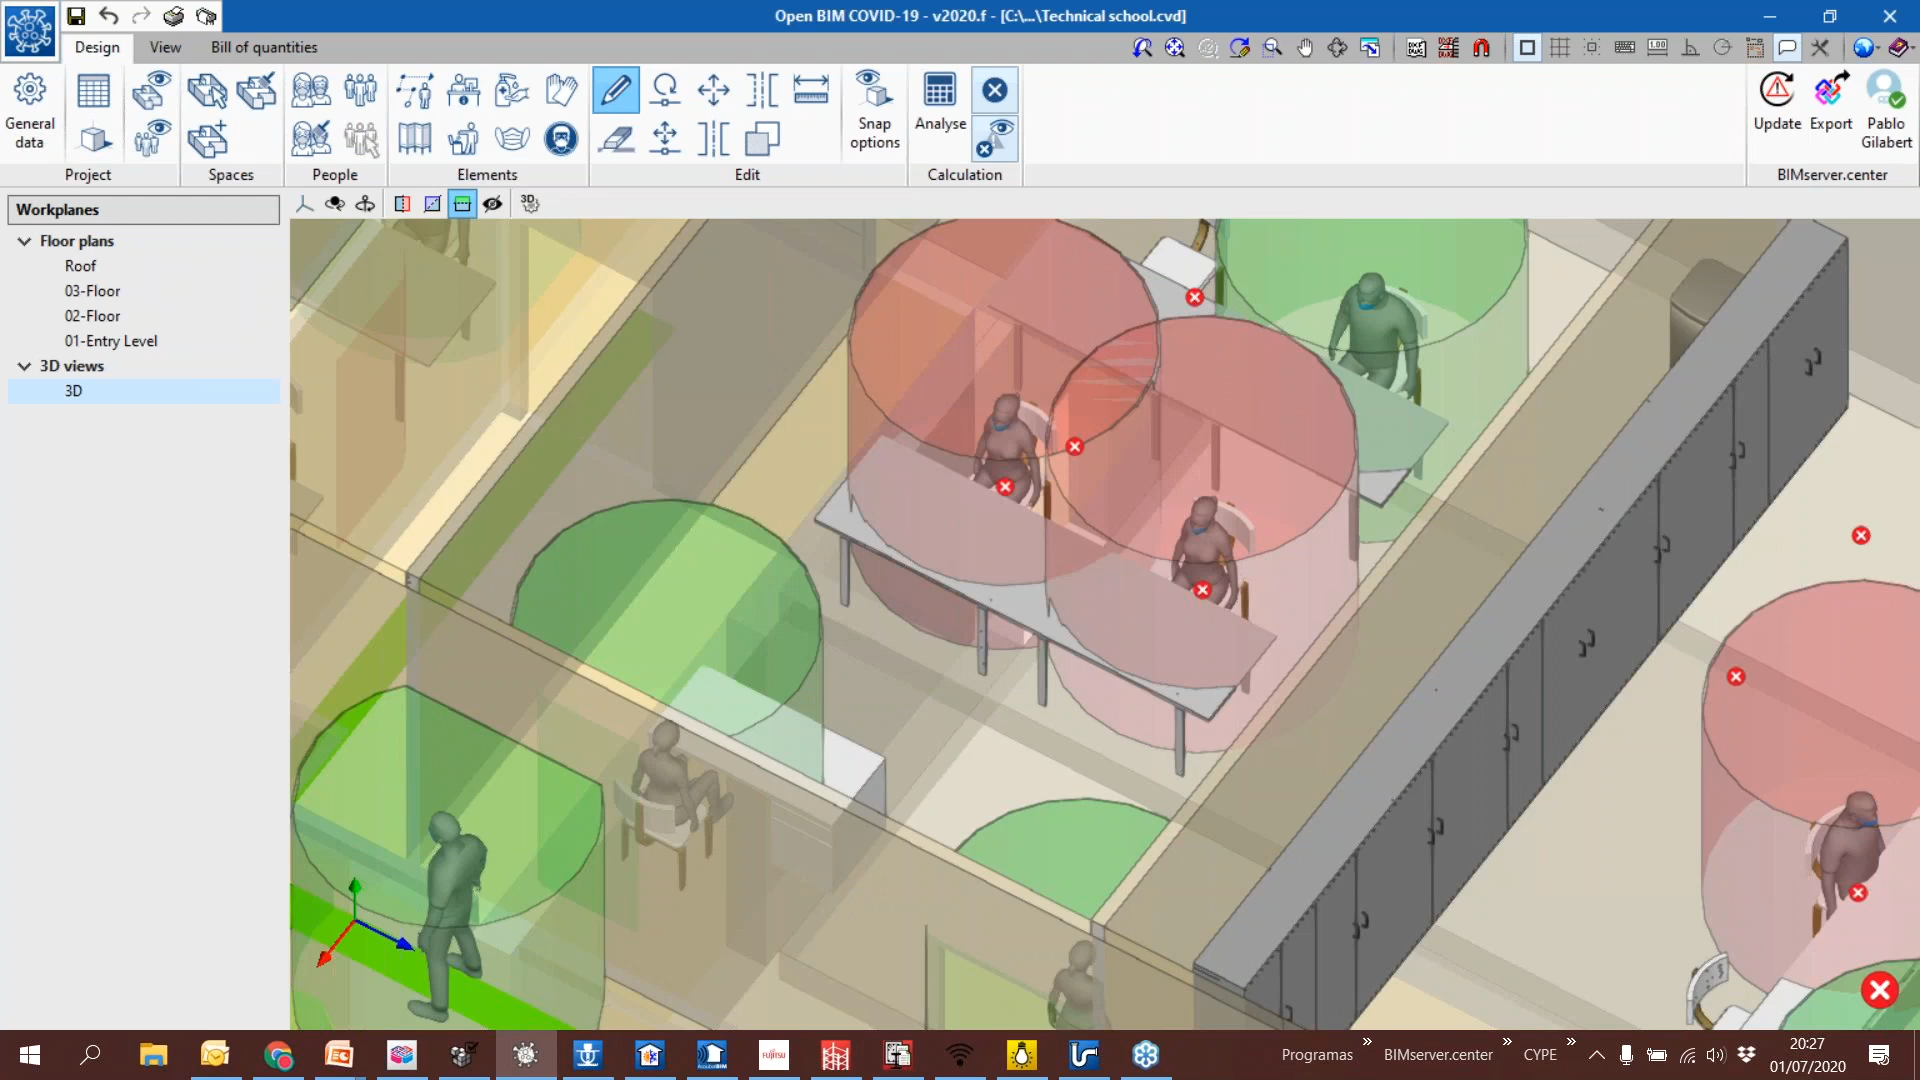 Open BIM COVID-19 - v2020.f - [C:\...\Technical school.cvd]
Design
View
Bill of quantities
General data
Snap options
Analyse
Update
Export
Pablo Gilabert
Project
Spaces
People
Elements
Edit
Calculation
BIMserver.center
3D
Workplanes
Floor plans
Roof
03-Floor
02-Floor
01-Entry Level
3D views
3D
FUJITSU
Programas
BIMserver.center
CYPE
20:27
01/07/2020